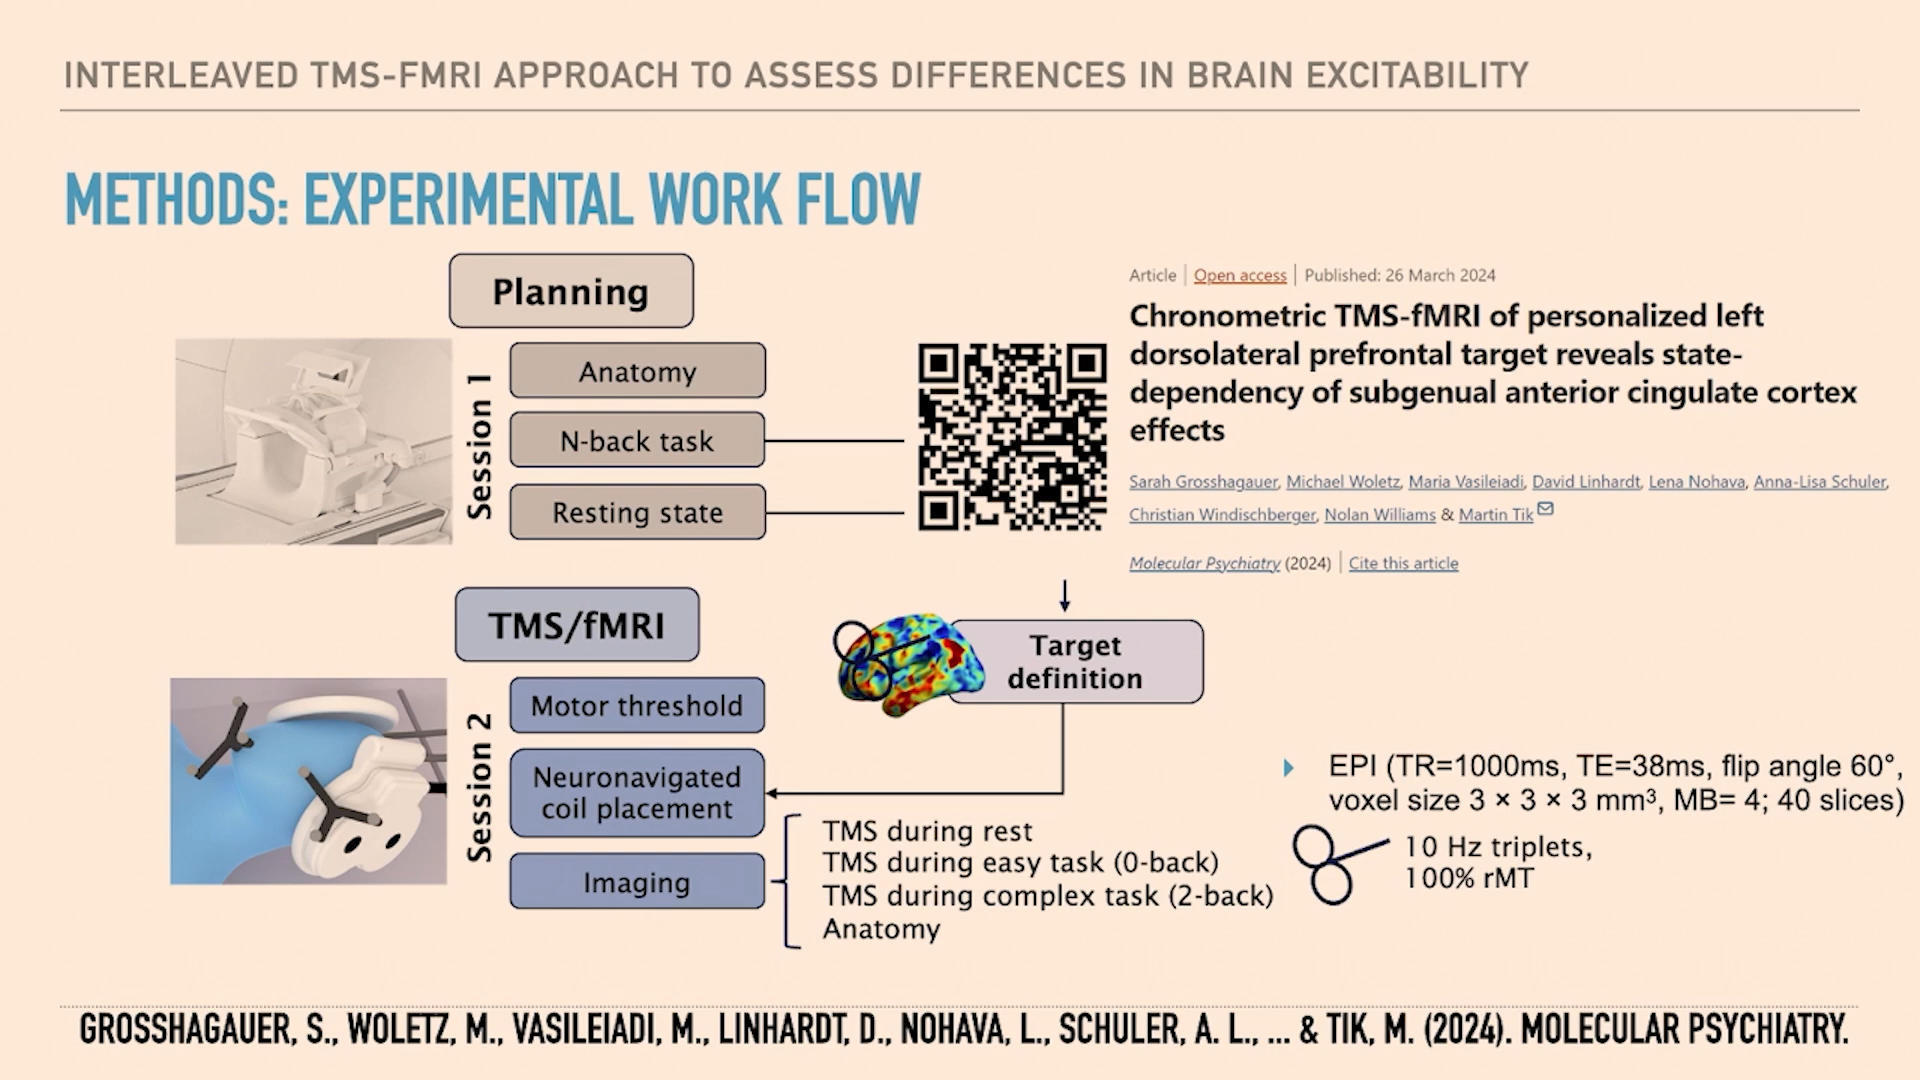 INTERLEAVED TMS-FMRI APPROACH TO ASSESS DIFFERENCES IN BRAIN EXCITABILITY
METHODS: EXPERIMENTAL WORK FLOW
Planning
Session 1
Anatomy
N-back task
Resting state
Article | Open access | Published: 26 March 2024
Chronometric TMS-fMRI of personalized left
dorsolateral prefrontal target reveals state-
dependency of subgenual anterior cingulate cortex
effects
Sarah Grosshagauer, Michael Woletz, Maria Vasileiadi, David Linhardt, Lena Nohava, Anna-Lisa Schuler,
Christian Windischberger, Nolan Williams & Martin Tik
Molecular Psychiatry (2024) | Cite this article
Target
definition
TMS/fMRI
Session 2
Motor threshold
Neuronavigated
coil placement
Imaging
TMS during rest
TMS during easy task (0-back)
TMS during complex task (2-back)
Anatomy
EPI (TR=1000ms, TE=38ms, flip angle 60°,
voxel size 3 × 3 × 3 mm³, MB= 4; 40 slices)
10 Hz triplets,
100% rMT
GROSSHAGAUER, S., WOLETZ, M., VASILEIADI, M., LINHARDT, D., NOHAVA, L., SCHULER, A. L., ... & TIK, M. (2024). MOLECULAR PSYCHIATRY.